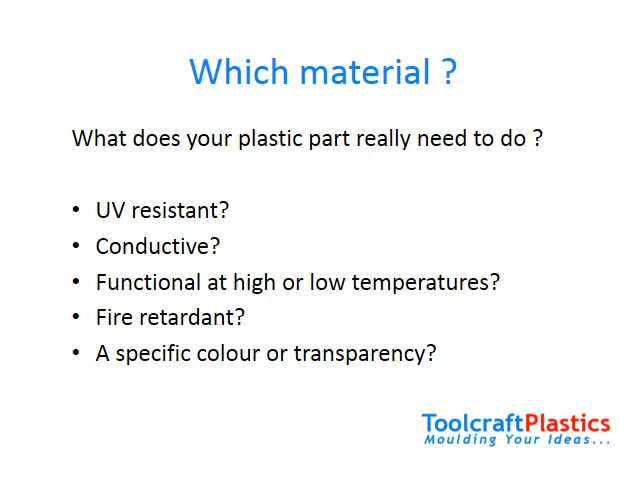 Which material ?
What does your plastic part really need to do ?
• UV resistant?
• Conductive?
• Functional at high or low temperatures?
• Fire retardant?
• A specific colour or transparency?
ToolcraftPlastics
Moulding Your Ideas...